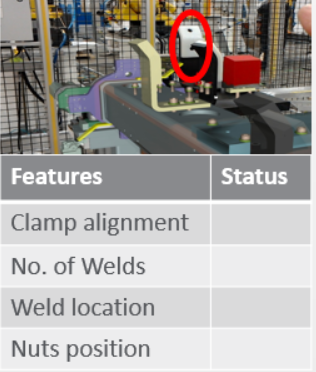 Features Status
Clamp alignment
No. of Welds
Weld location
Nuts position